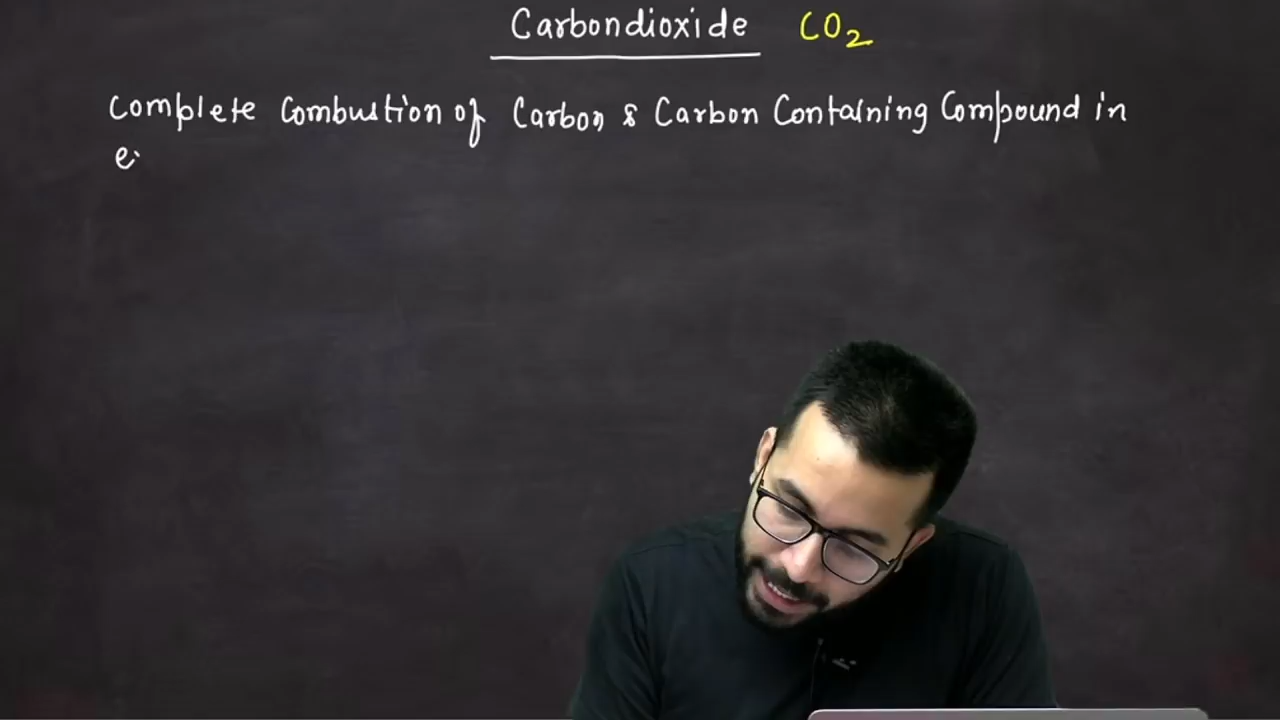 Carbondioxide CO₂
Complete Combustion of Carbon & Carbon Containing Compound in
e